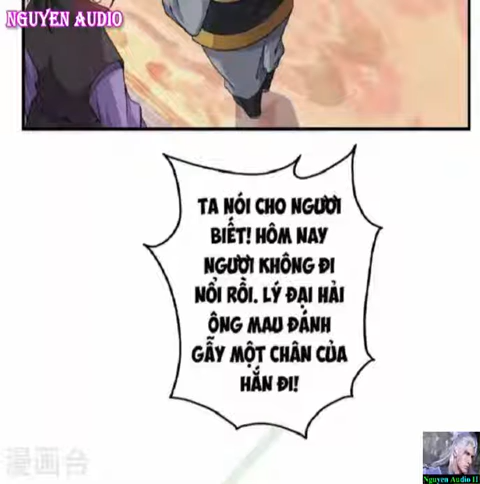 NGUYEN AUDIO
TA NÓI CHO NGƯƠI
BIẾT! HÔM NAY
NGƯƠI KHÔNG ĐI
NỔI RỒI. LÝ ĐẠI HẢI
ÔNG MAU ĐÁNH
GẪY MỘT CHÂN CỦA
HẮN ĐI!
漫画台
Nguyen Audio II